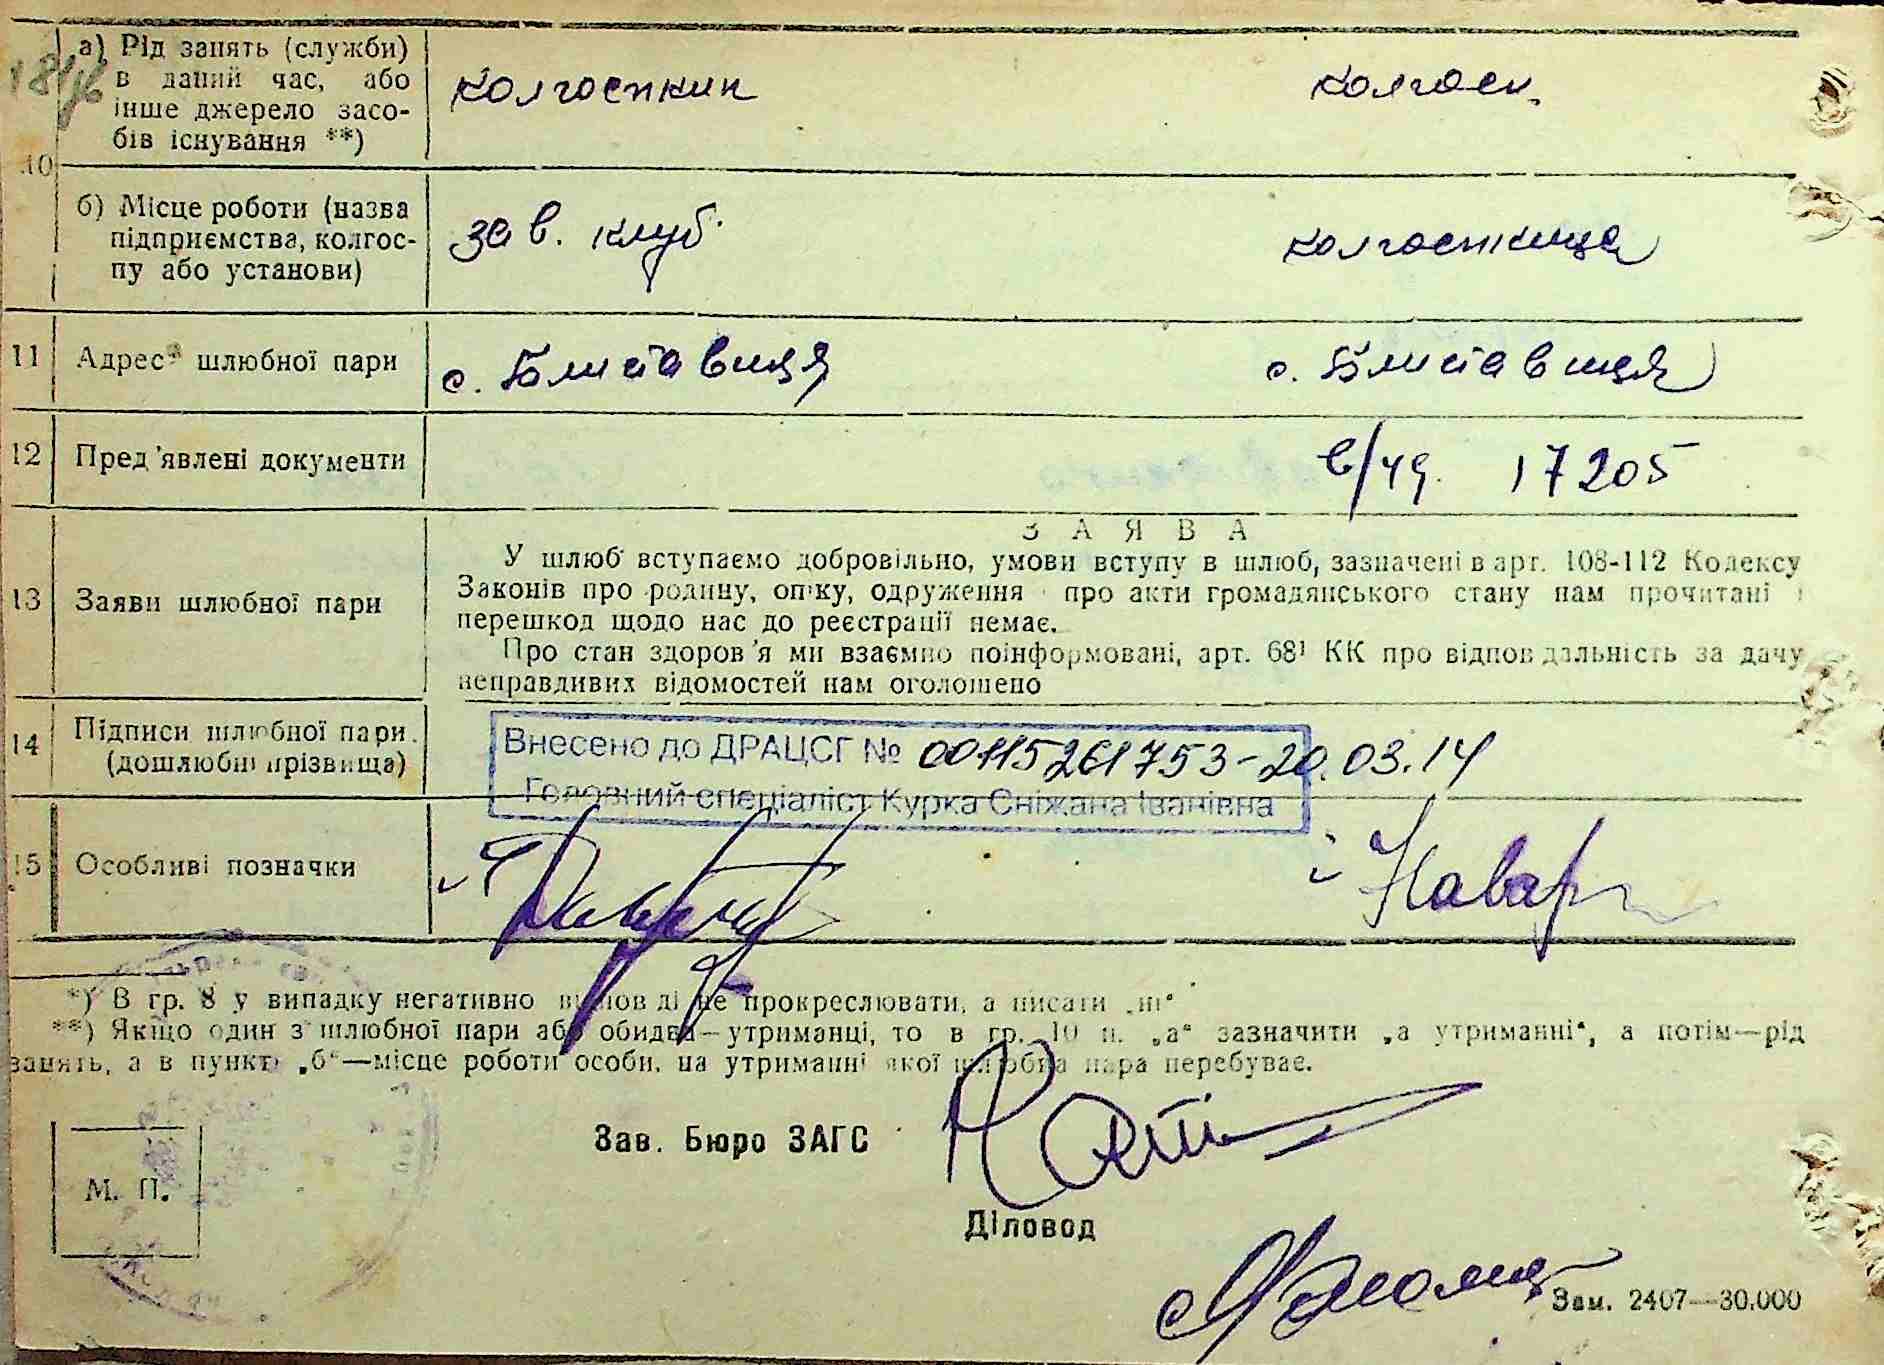 а) Рід занять (служби)
в даний час, або
інше джерело засо-
бів існування **)
колгоспник
колгосп.
10
б) Місце роботи (назва
підприємства, колгос-
пу або установи)
зав. клуб.
колгоспниця
11 Адреса шлюбної пари
с. Блиставиця
с. Блиставиця
12 Пред'явлені документи
в/чд. 17205
ЗАЯВА
13 Заяви шлюбної пари
У шлюб вступаємо добровільно, умови вступу в шлюб, зазначені в арт. 108-112 Кодексу
Законів про родину, опіку, одруження про акти громадянського стану нам прочитані і
перешкод щодо нас до реєстрації немає.
Про стан здоров'я ми взаємно поінформовані, арт. 68¹ КК про відповідальність за дачу
неправдивих відомостей нам оголошено
14 Підписи шлюбної пари
(дошлюбні прізвища)
Внесено до ДРАЦСГ № 00115261753-20.03.14
Головний спеціаліст Курка Сніжана Іванівна
15 Особливі позначки
*) В гр. 8 у випадку негативно відповіді не прокреслювати, а писати „ні“
**) Якщо один з шлюбної пари або обидва—утриманці, то в гр. 10 п. „а“ зазначити „а утриманні“, а потім—рід
занять, а в пункті „б“—місце роботи особи, на утриманні якої шлюбна пара перебуває.
Зав. Бюро ЗАГС
М. П.
Діловод
Зам. 2407—30.000